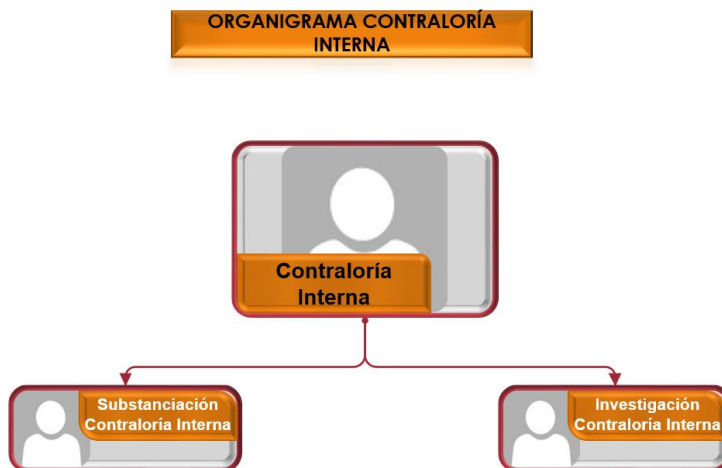 ORGANIGRAMA CONTRALORÍA
INTERNA
Contraloría
Interna
Substanciación
Contraloría Interna
Investigación
Contraloría Interna